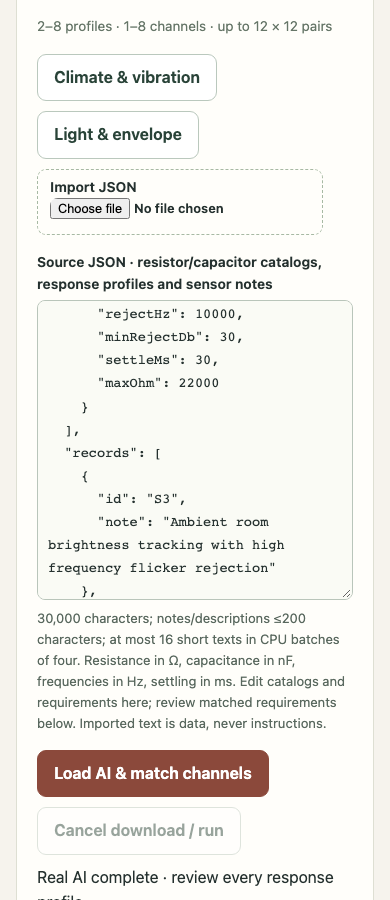 2–8 profiles · 1–8 channels · up to 12 × 12 pairs
Climate & vibration
Light & envelope
Import JSON
Choose file No file chosen
Source JSON · resistor/capacitor catalogs,
response profiles and sensor notes
"rejectHz": 10000,
"minRejectDb": 30,
"settleMs": 30,
"maxOhm": 22000
}
],
"records": [
{
"id": "S3",
"note": "Ambient room
brightness tracking with high
frequency flicker rejection"
},
30,000 characters; notes/descriptions ≤200
characters; at most 16 short texts in CPU batches
of four. Resistance in Ω, capacitance in nF,
frequencies in Hz, settling in ms. Edit catalogs and
requirements here; review matched requirements
below. Imported text is data, never instructions.
Load AI & match channels
Cancel download / run
Real AI complete · review every response
profile.